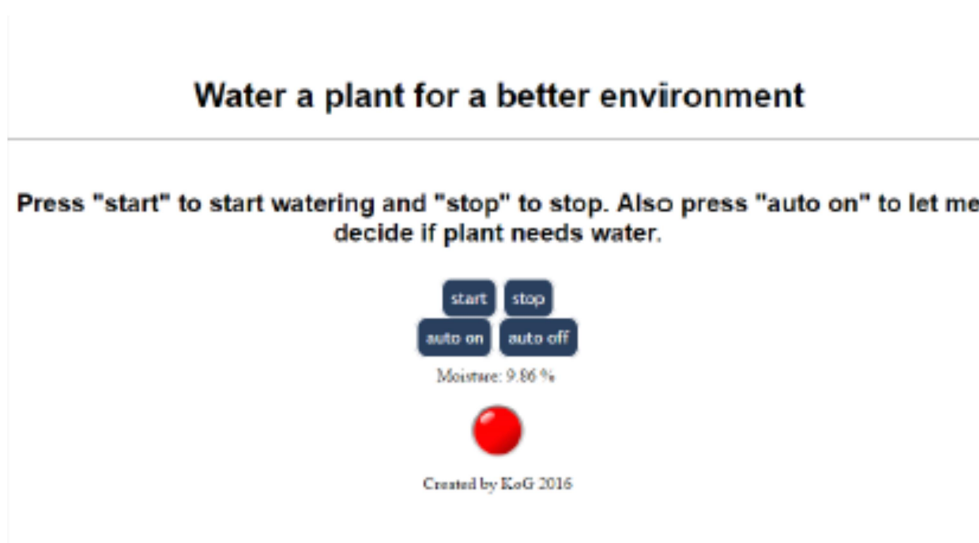 Water a plant for a better environment
Press "start" to start watering and "stop" to stop. Also press "auto on" to let me
decide if plant needs water.
start stop
auto on auto off
Moisture: 9.86 %
Created by KoG 2016